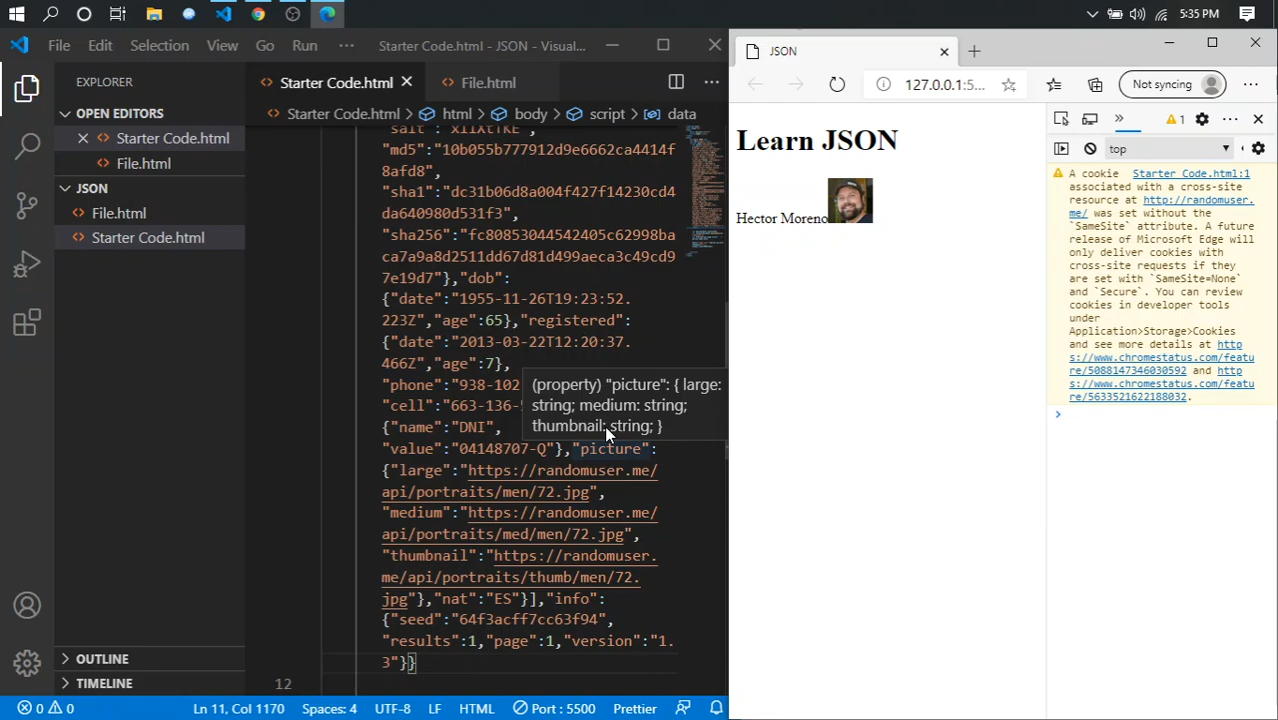 5:35 PM
File Edit Selection View Go Run ··· Starter Code.html - JSON - Visual...
EXPLORER
OPEN EDITORS
Starter Code.html
File.html
JSON
File.html
Starter Code.html
OUTLINE
TIMELINE
Starter Code.html File.html ···
Starter Code.html > html > body > script > data
"md5":"10b055b777912d9e6662ca4414f
8afd8",
"sha1":"dc31b06d8a004f427f14230cd4
da640980d531f3",
"sha256":"fc80853044542405c62998ba
ca7a9a8d2511dd67d81d499aeca3c49cd9
7e19d7"},"dob":
{"date":"1955-11-26T19:23:52.
223Z","age":65},"registered":
{"date":"2013-03-22T12:20:37.
466Z","age":7},
"phone":"938-102
"cell":"663-136-
{"name":"DNI",
(property) "picture": { large:
string; medium: string;
thumbnail: string; }
"value":"04148707-Q"},"picture":
{"large":"https://randomuser.me/
api/portraits/men/72.jpg",
"medium":"https://randomuser.me/
api/portraits/med/men/72.jpg",
"thumbnail":"https://randomuser.
me/api/portraits/thumb/men/72.
jpg"},"nat":"ES"}],"info":
{"seed":"64f3acff7cc63f94",
"results":1,"page":1,"version":"1.
3"}}
12
0 0 Ln 11, Col 1170 Spaces: 4 UTF-8 LF HTML Port : 5500 Prettier
JSON
127.0.0.1:5... Not syncing ···
Learn JSON
Hector Moreno
1
top
A cookie Starter Code.html:1
associated with a cross-site
resource at http://randomuser.
me/ was set without the
`SameSite` attribute. A future
release of Microsoft Edge will
only deliver cookies with
cross-site requests if they
are set with `SameSite=None`
and `Secure`. You can review
cookies in developer tools
under
Application>Storage>Cookies
and see more details at http
s://www.chromestatus.com/featu
re/5088147346030592 and http
s://www.chromestatus.com/featu
re/5633521622188032.